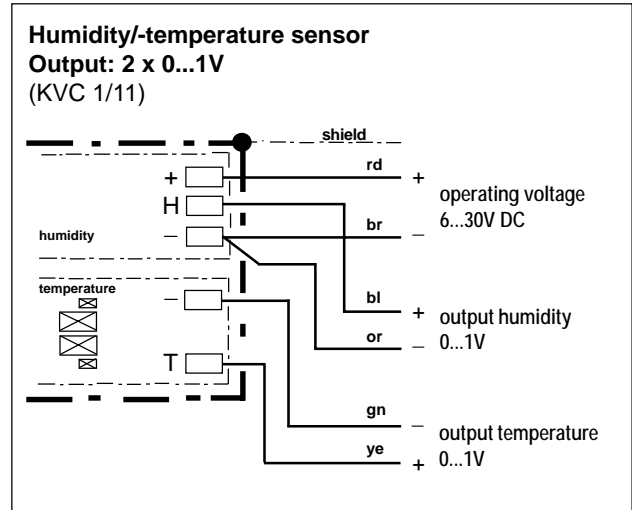 Humidity/-temperature sensor
Output: 2 x 0...1V
(KVC 1/11)
shield
+ rd +
operating voltage
H
6...30V DC
humidity – br –
temperature
– bl +
output humidity
or – 0...1V
T
gn –
output temperature
ye + 0...1V